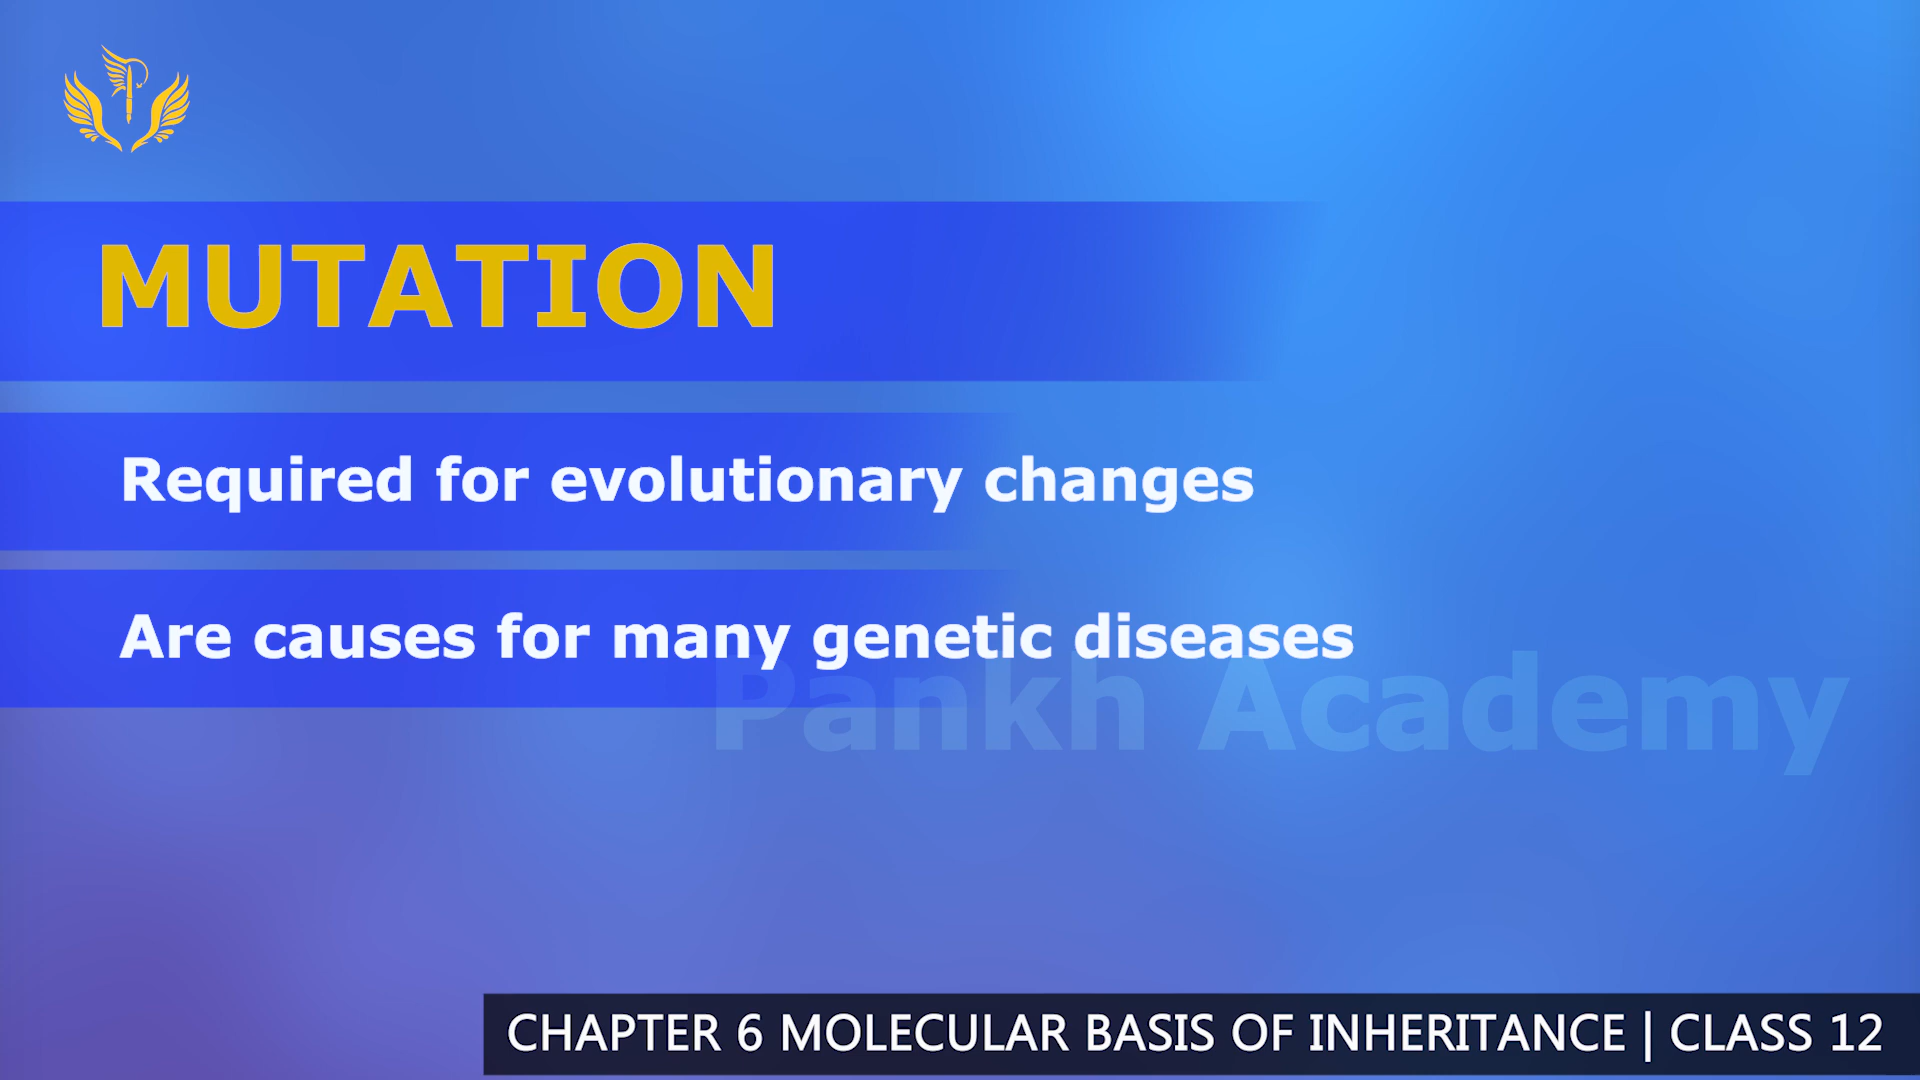 MUTATION
Required for evolutionary changes
Are causes for many genetic diseases
Pankh Academy
CHAPTER 6 MOLECULAR BASIS OF INHERITANCE | CLASS 12